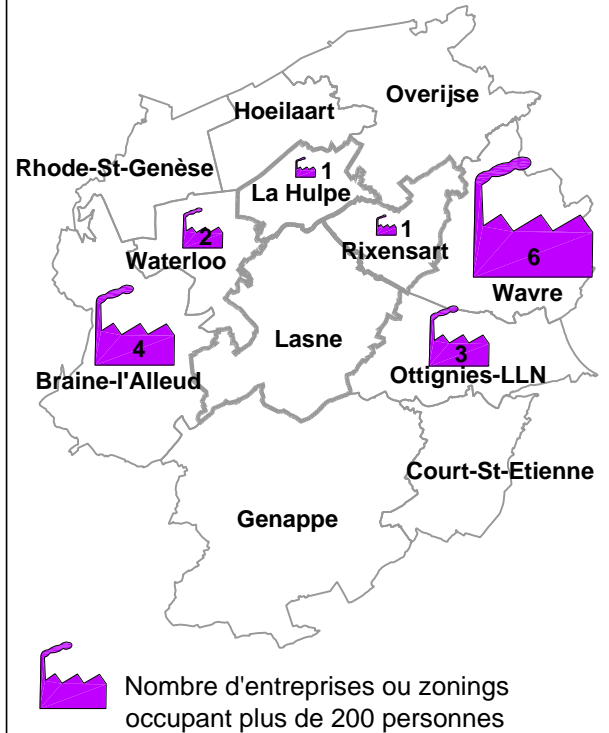 Overijse
Hoeilaart
Rhode-St-Genèse
1
La Hulpe
1
Rixensart
2
Waterloo
6
Wavre
Lasne
4
Braine-l'Alleud
3
Ottignies-LLN
Court-St-Etienne
Genappe
Nombre d'entreprises ou zonings
occupant plus de 200 personnes